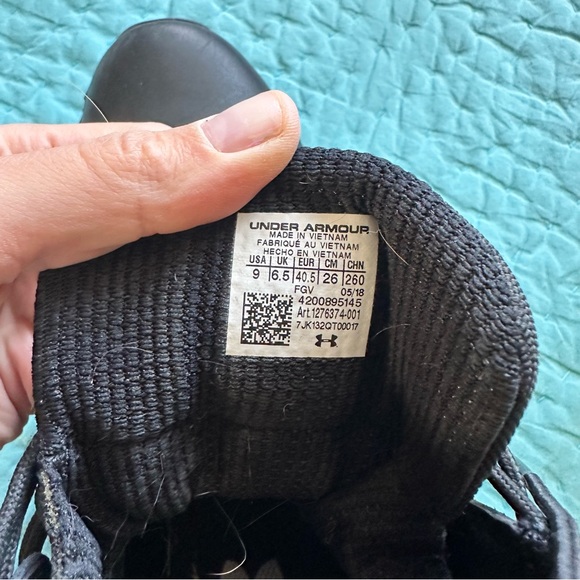 UNDER ARMOUR
MADE IN VIETNAM
FABRIQUÉ AU VIETNAM
HECHO EN VIETNAM
USA UK EUR CM CHN
9 6.5 40.5 26 260
FGV 05/18
4200895145
Art.1276374-001
7JK132QT00017